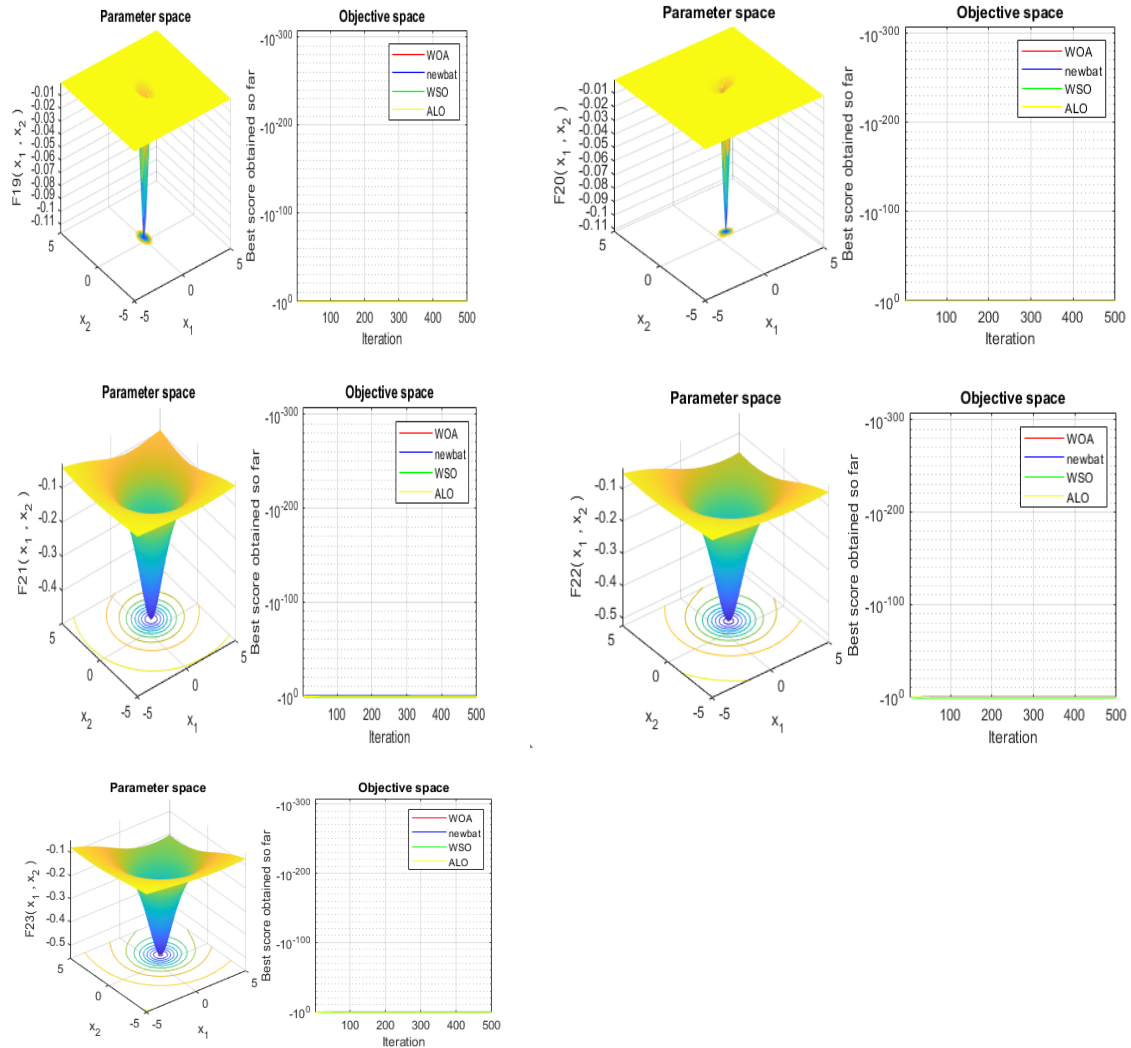 Parameter space
Objective space
F19( x1 , x2 )
-0.01
-0.02
-0.03
-0.04
-0.05
-0.06
-0.07
-0.08
-0.09
-0.1
-0.11
5
0
-5
x2
-5
0
5
x1
Best score obtained so far
-10^-300
-10^-200
-10^-100
-10^0
WOA
newbat
WSO
ALO
100 200 300 400 500
Iteration
Parameter space
Objective space
F20( x1 , x2 )
-0.01
-0.02
-0.03
-0.04
-0.05
-0.06
-0.07
-0.08
-0.09
-0.1
-0.11
5
0
-5
x2
-5
0
5
x1
Best score obtained so far
-10^-300
-10^-200
-10^-100
-10^0
WOA
newbat
WSO
ALO
100 200 300 400 500
Iteration
Parameter space
Objective space
F21( x1 , x2 )
-0.1
-0.2
-0.3
-0.4
5
0
-5
x2
-5
0
5
x1
Best score obtained so far
-10^-300
-10^-200
-10^-100
-10^0
WOA
newbat
WSO
ALO
100 200 300 400 500
Iteration
Parameter space
Objective space
F22( x1 , x2 )
-0.1
-0.2
-0.3
-0.4
-0.5
5
0
-5
x2
-5
0
5
x1
Best score obtained so far
-10^-300
-10^-200
-10^-100
-10^0
WOA
newbat
WSO
ALO
100 200 300 400 500
Iteration
Parameter space
Objective space
F23( x1 , x2 )
-0.1
-0.2
-0.3
-0.4
-0.5
5
0
-5
x2
-5
0
5
x1
Best score obtained so far
-10^-300
-10^-200
-10^-100
-10^0
WOA
newbat
WSO
ALO
100 200 300 400 500
Iteration